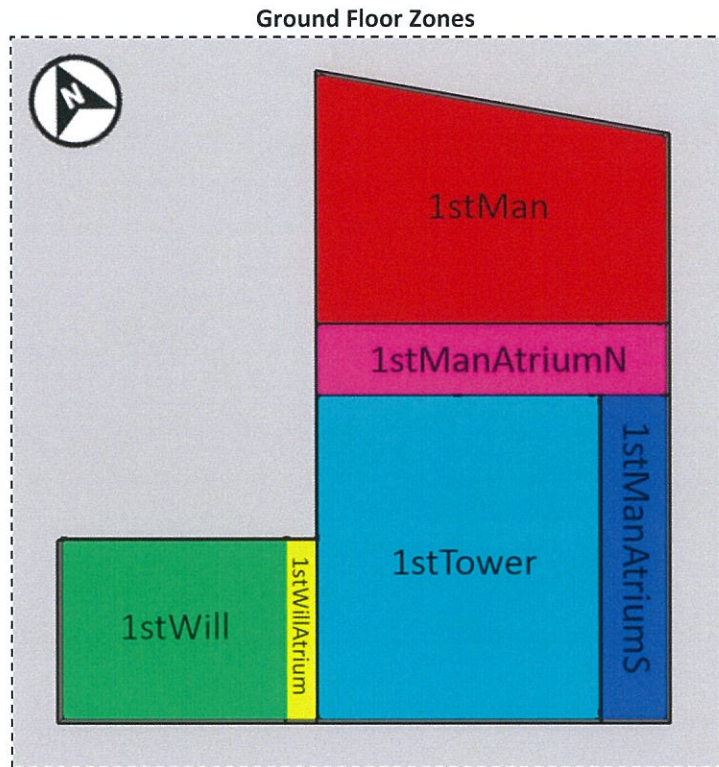 Ground Floor Zones
N
1stMan
1stManAtriumN
1stTower
1stManAtriumS
1stWill
1stWillAtrium